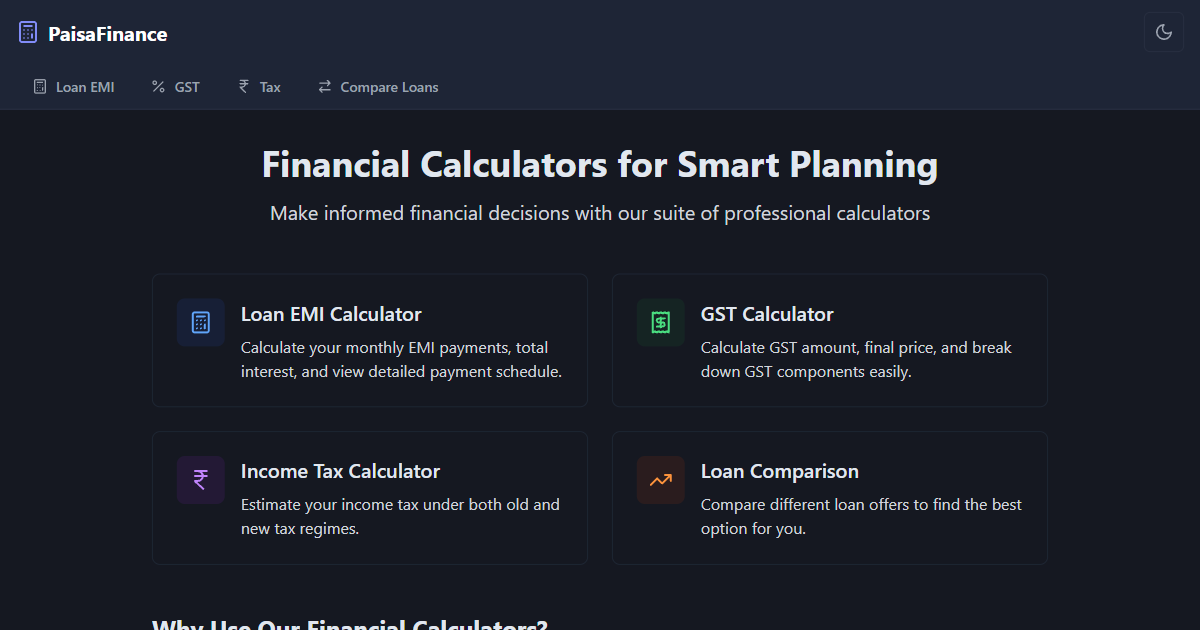 PaisaFinance
Loan EMI
GST
Tax
Compare Loans
Financial Calculators for Smart Planning
Make informed financial decisions with our suite of professional calculators
Loan EMI Calculator
Calculate your monthly EMI payments, total
interest, and view detailed payment schedule.
GST Calculator
Calculate GST amount, final price, and break
down GST components easily.
Income Tax Calculator
Estimate your income tax under both old and
new tax regimes.
Loan Comparison
Compare different loan offers to find the best
option for you.
Why Use Our Financial Calculators?